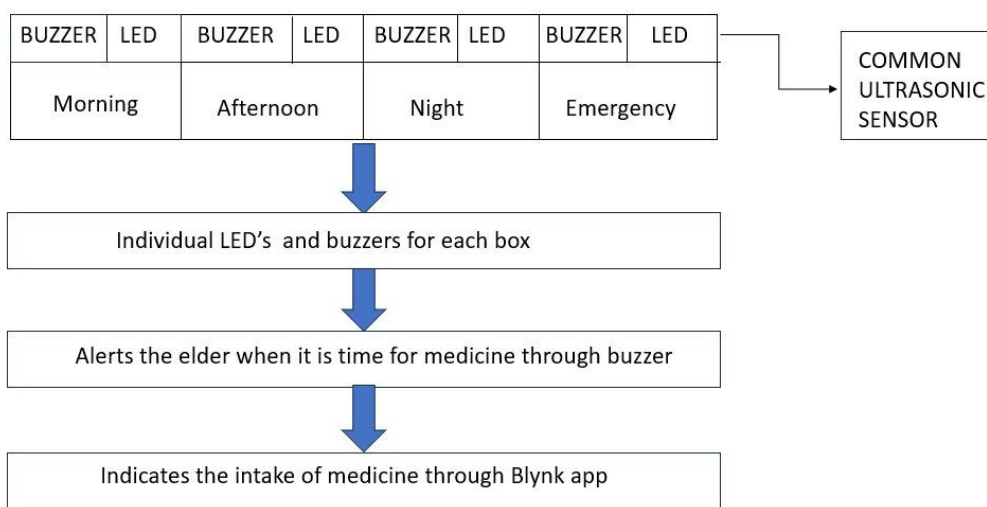 BUZZER LED BUZZER LED BUZZER LED BUZZER LED
Morning Afternoon Night Emergency
COMMON
ULTRASONIC
SENSOR
Individual LED's and buzzers for each box
Alerts the elder when it is time for medicine through buzzer
Indicates the intake of medicine through Blynk app